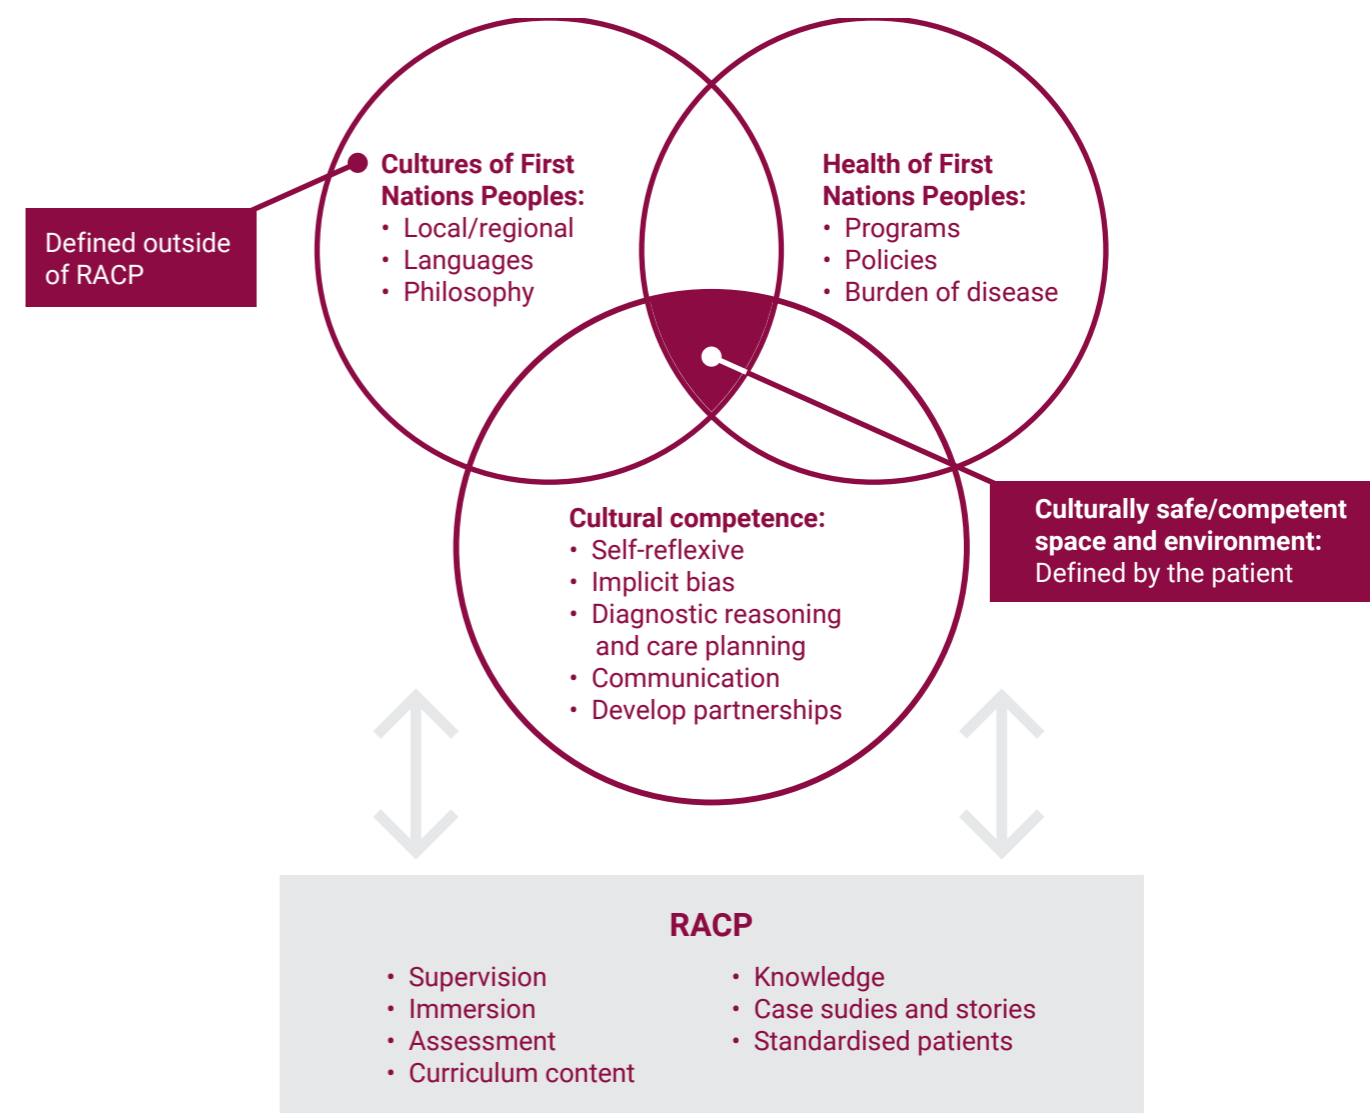 Defined outside
of RACP
Cultures of First
Nations Peoples:
• Local/regional
• Languages
• Philosophy
Health of First
Nations Peoples:
• Programs
• Policies
• Burden of disease
Cultural competence:
• Self-reflexive
• Implicit bias
• Diagnostic reasoning
and care planning
• Communication
• Develop partnerships
Culturally safe/competent
space and environment:
Defined by the patient
RACP
• Supervision
• Immersion
• Assessment
• Curriculum content
• Knowledge
• Case sudies and stories
• Standardised patients